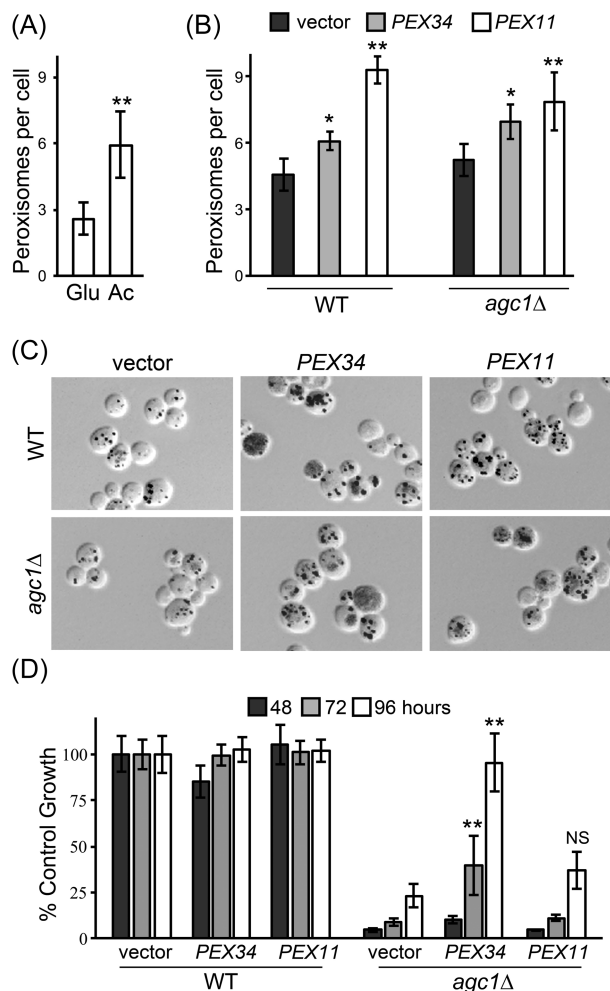 (A)
Peroxisomes per cell
9
6
3
0
**
Glu Ac
(B)
vector PEX34 PEX11
Peroxisomes per cell
9
6
3
0
*
**
*
**
WT
agc1Δ
(C)
vector PEX34 PEX11
WT
agc1Δ
(D)
48 72 96 hours
% Control Growth
100
75
50
25
0
**
**
NS
vector PEX34 PEX11 vector PEX34 PEX11
WT agc1Δ